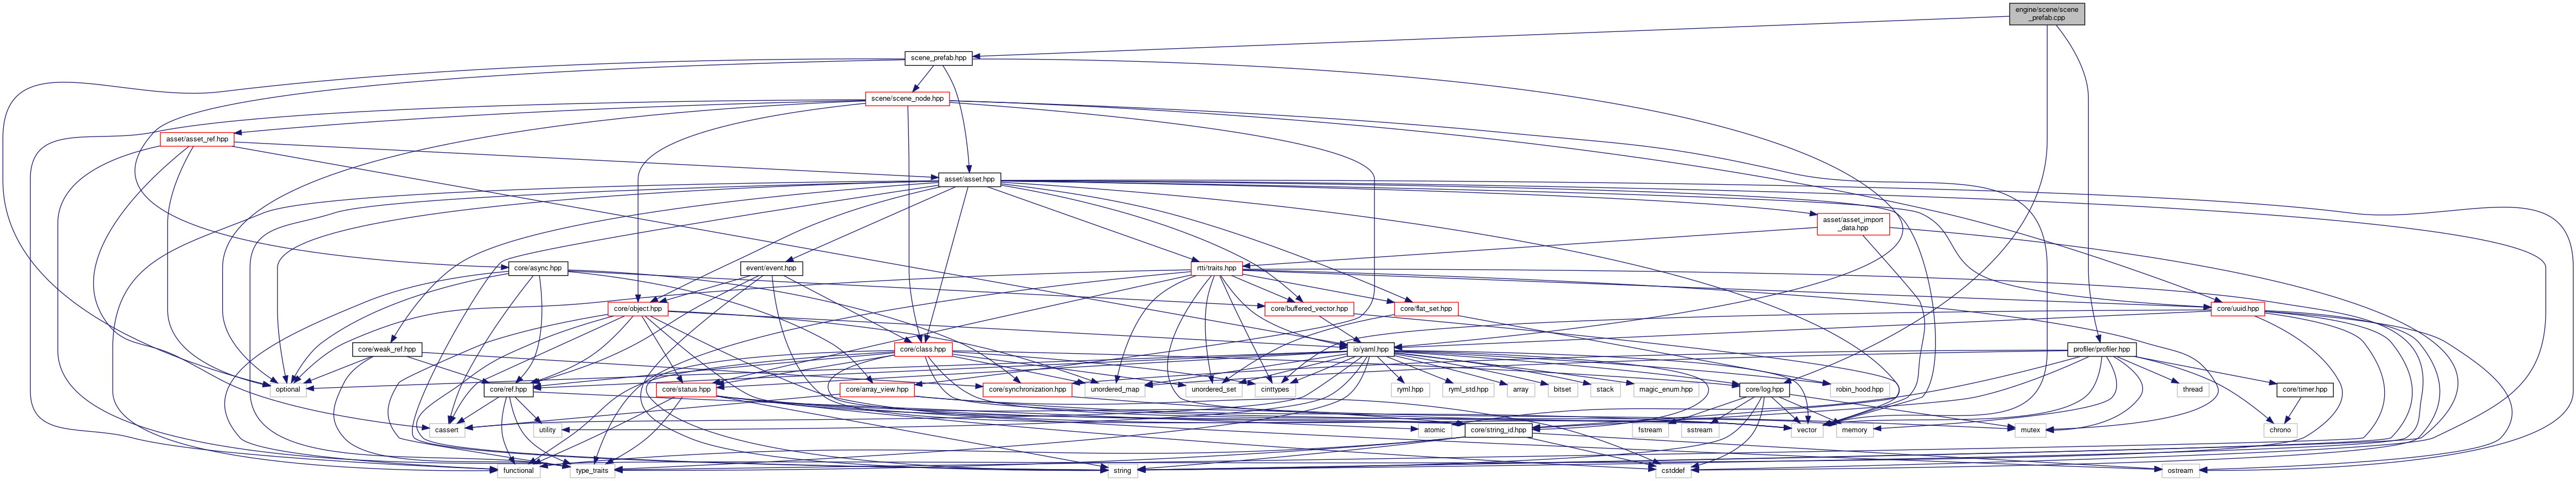 engine/scene/scene
_prefab.cpp
scene_prefab.hpp
scene/scene_node.hpp
asset/asset_ref.hpp
asset/asset.hpp
asset/asset_import
_data.hpp
core/async.hpp
event/event.hpp
rtti/traits.hpp
core/object.hpp
core/buffered_vector.hpp
core/flat_set.hpp
core/uuid.hpp
core/weak_ref.hpp
core/class.hpp
io/yaml.hpp
profiler/profiler.hpp
optional
core/ref.hpp
core/status.hpp
core/array_view.hpp
core/synchronization.hpp
unordered_map
unordered_set
cinttypes
ryml.hpp
ryml_std.hpp
array
bitset
stack
magic_enum.hpp
core/log.hpp
robin_hood.hpp
thread
core/timer.hpp
cassert
utility
atomic
core/string_id.hpp
fstream
sstream
vector
memory
mutex
chrono
functional
type_traits
string
cstddef
ostream